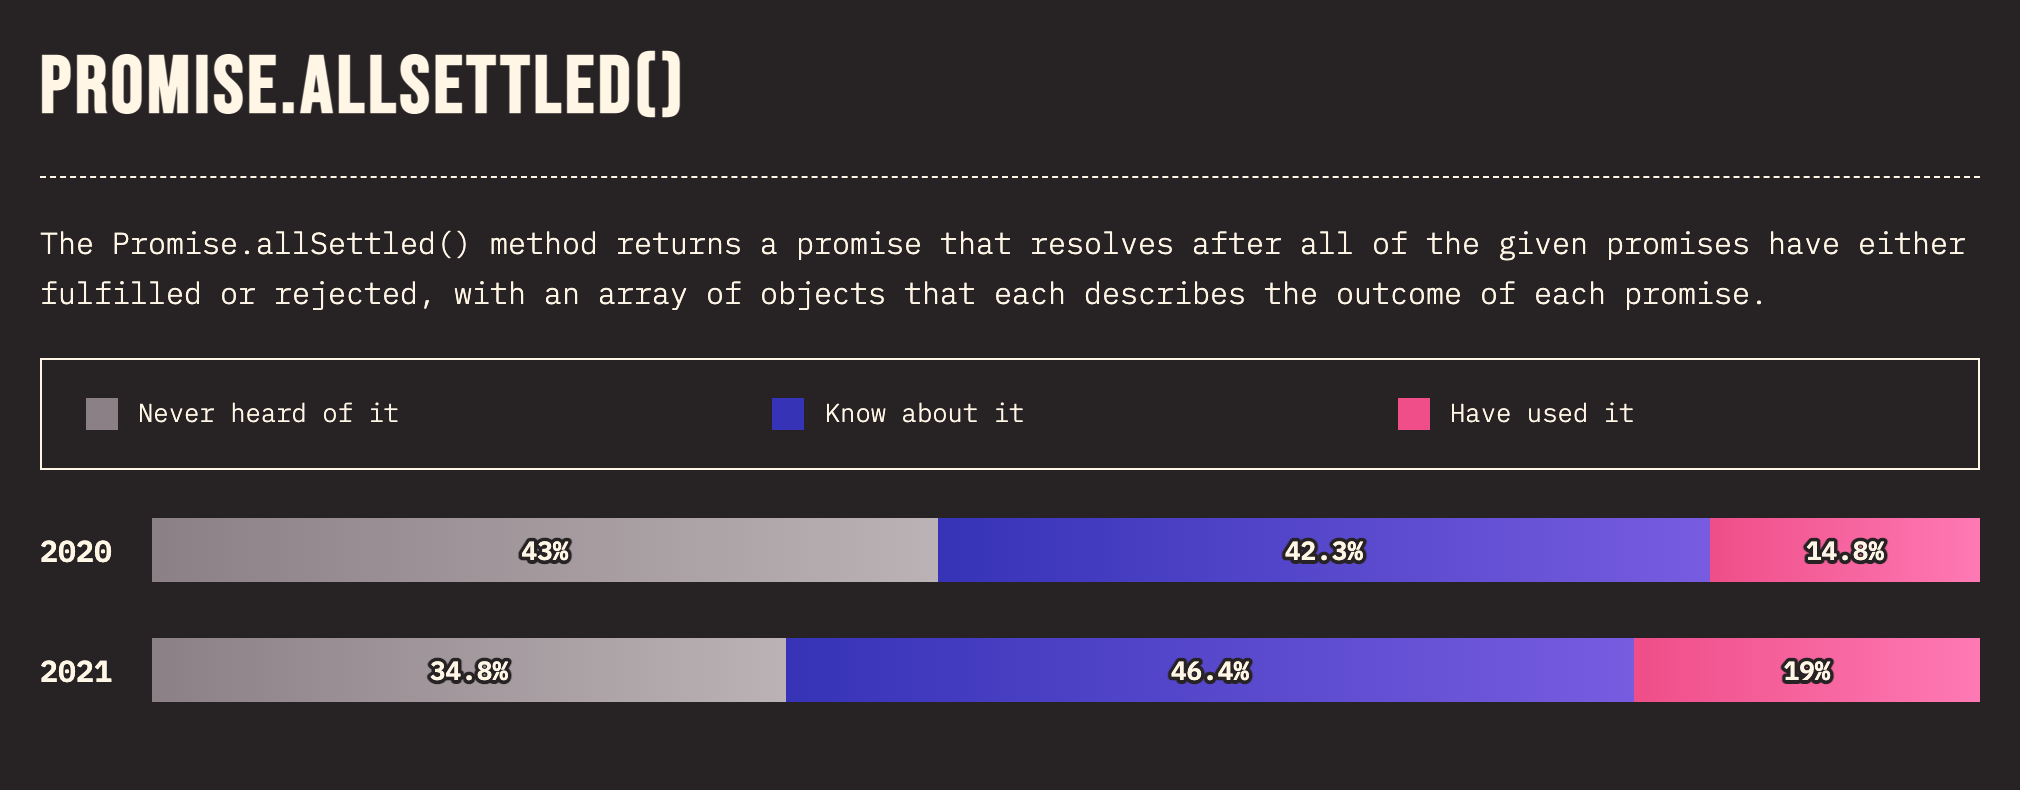 PROMISE.ALLSETTLED()
The Promise.allSettled() method returns a promise that resolves after all of the given promises have either
fulfilled or rejected, with an array of objects that each describes the outcome of each promise.
Never heard of it Know about it Have used it
2020 43% 42.3% 14.8%
2021 34.8% 46.4% 19%